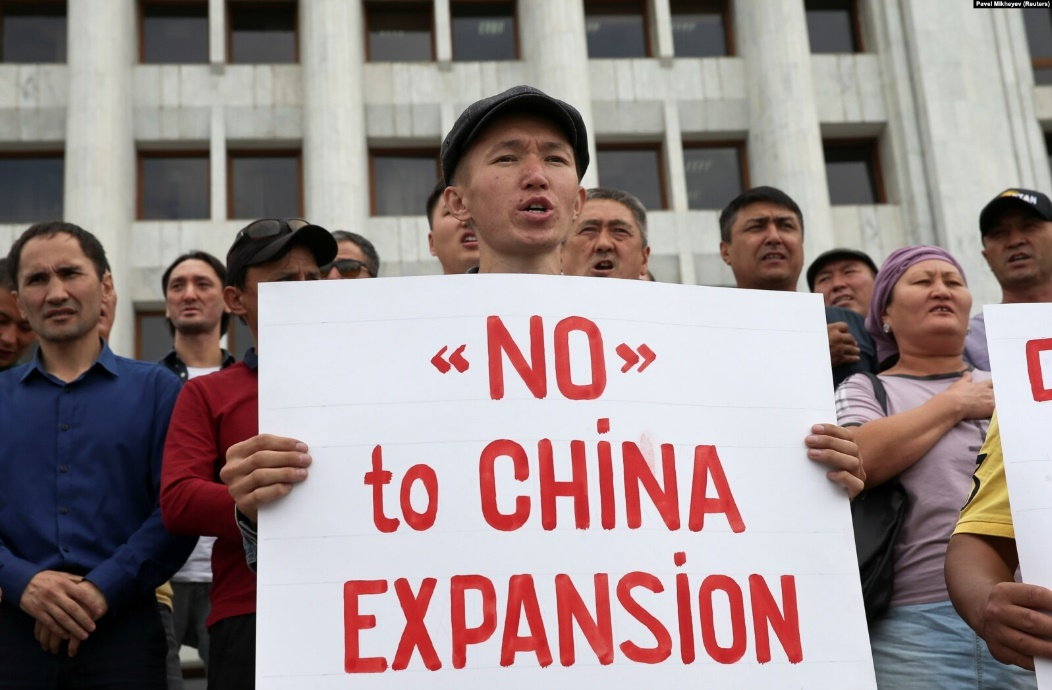 Pavel Mikheyev (Reuters)
«NO»
to CHiNA
EXPANSiON